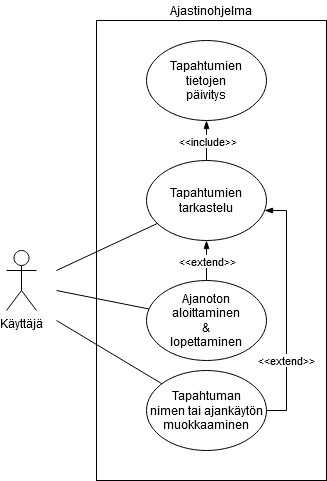 Ajastinohjelma
Tapahtumien
tietojen
päivitys
<<include>>
Tapahtumien
tarkastelu
<<extend>>
Käyttäjä
Ajanoton
aloittaminen
&
lopettaminen
<<extend>>
Tapahtuman
nimen tai ajankäytön
muokkaaminen